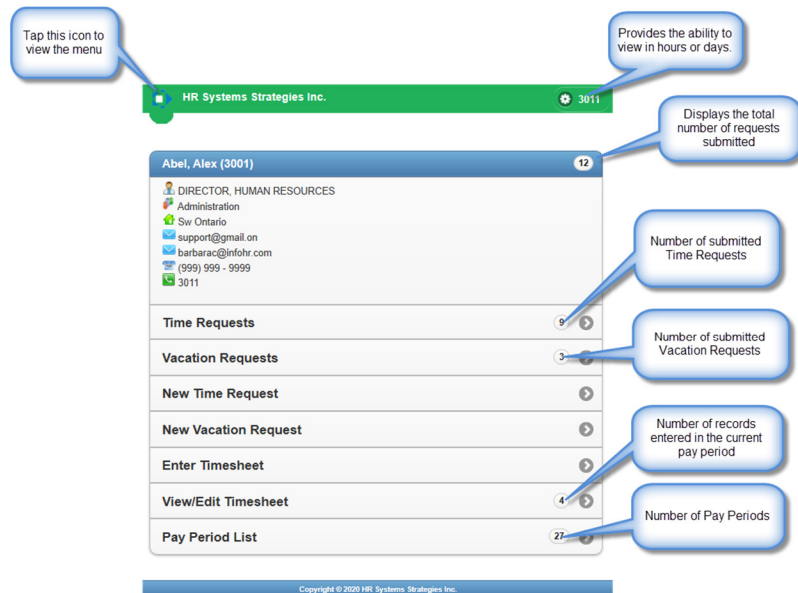 Tap this icon to
view the menu
Provides the ability to
view in hours or days.
HR Systems Strategies Inc.
3011
Displays the total
number of requests
submitted
Abel, Alex (3001)
12
DIRECTOR, HUMAN RESOURCES
Administration
Sw Ontario
support@gmail.on
barbarac@infohr.com
(999) 999 - 9999
3011
Number of submitted
Time Requests
Time Requests
9
Number of submitted
Vacation Requests
Vacation Requests
3
New Time Request
New Vacation Request
Number of records
entered in the current
pay period
Enter Timesheet
View/Edit Timesheet
4
Number of Pay Periods
Pay Period List
27
Copyright © 2020 HR Systems Strategies Inc.